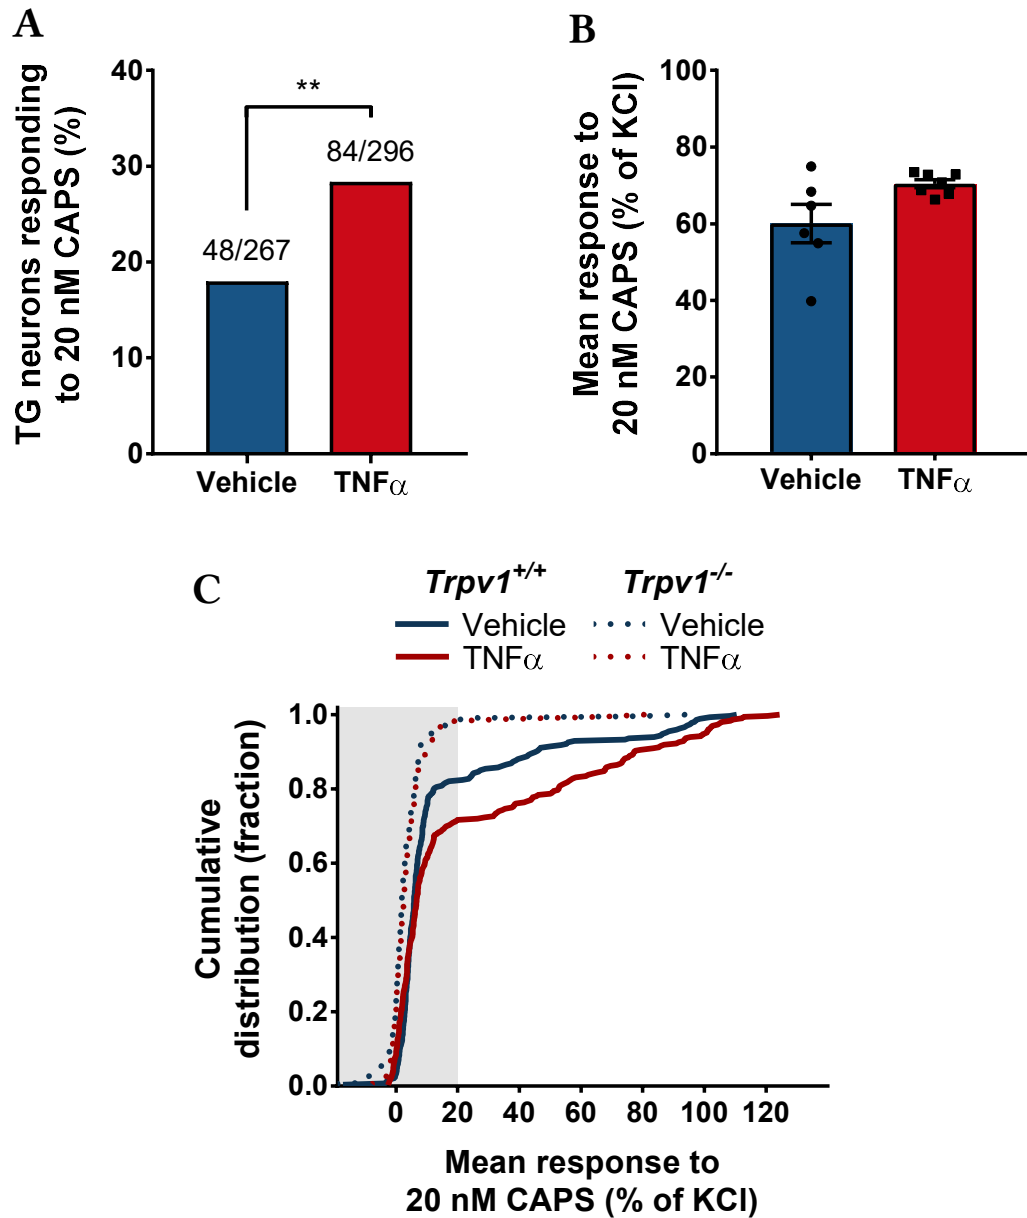 A
TG neurons responding
to 20 nM CAPS (%)
40
30
20
10
0
**
84/296
48/267
Vehicle
TNFα
B
Mean response to
20 nM CAPS (% of KCl)
100
80
60
40
20
0
Vehicle
TNFα
C
Trpv1+/+
Trpv1-/-
Vehicle
Vehicle
TNFα
TNFα
Cumulative
distribution (fraction)
1.0
0.8
0.6
0.4
0.2
0.0
0 20 40 60 80 100 120
Mean response to
20 nM CAPS (% of KCl)